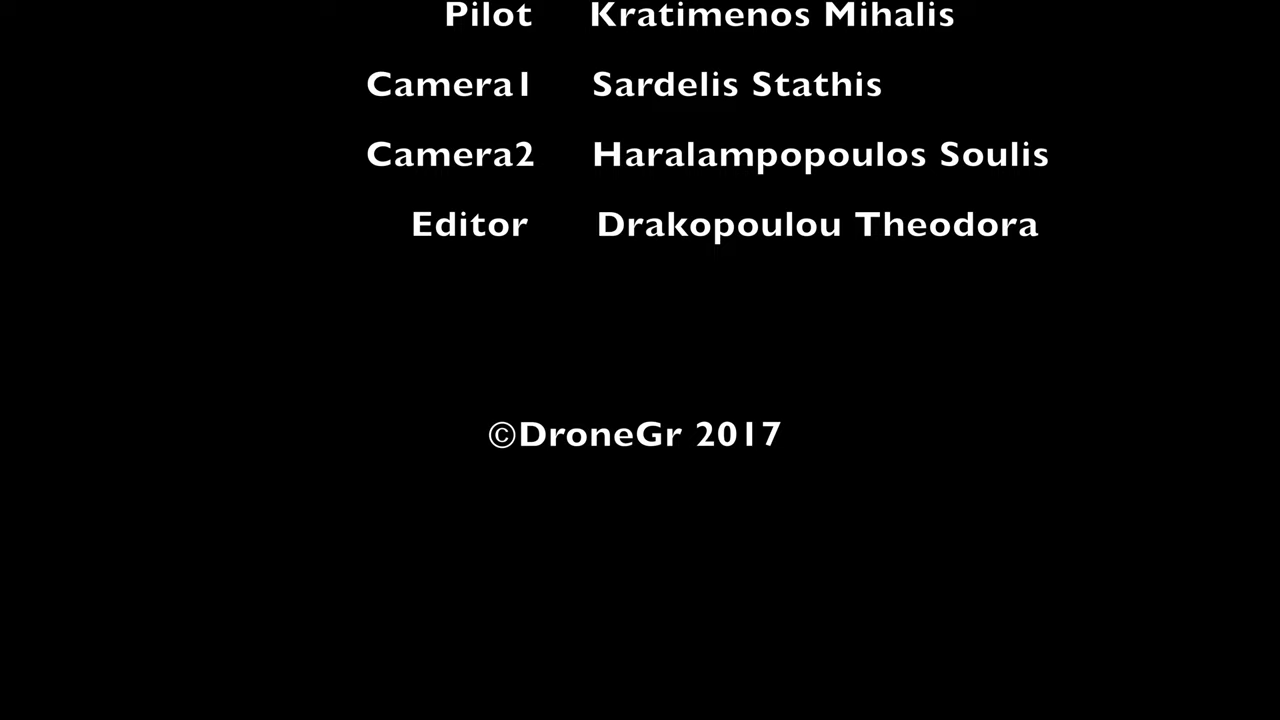 Pilot Kratimenos Mihalis
Camera1 Sardelis Stathis
Camera2 Haralampopoulos Soulis
Editor Drakopoulou Theodora
©DroneGr 2017